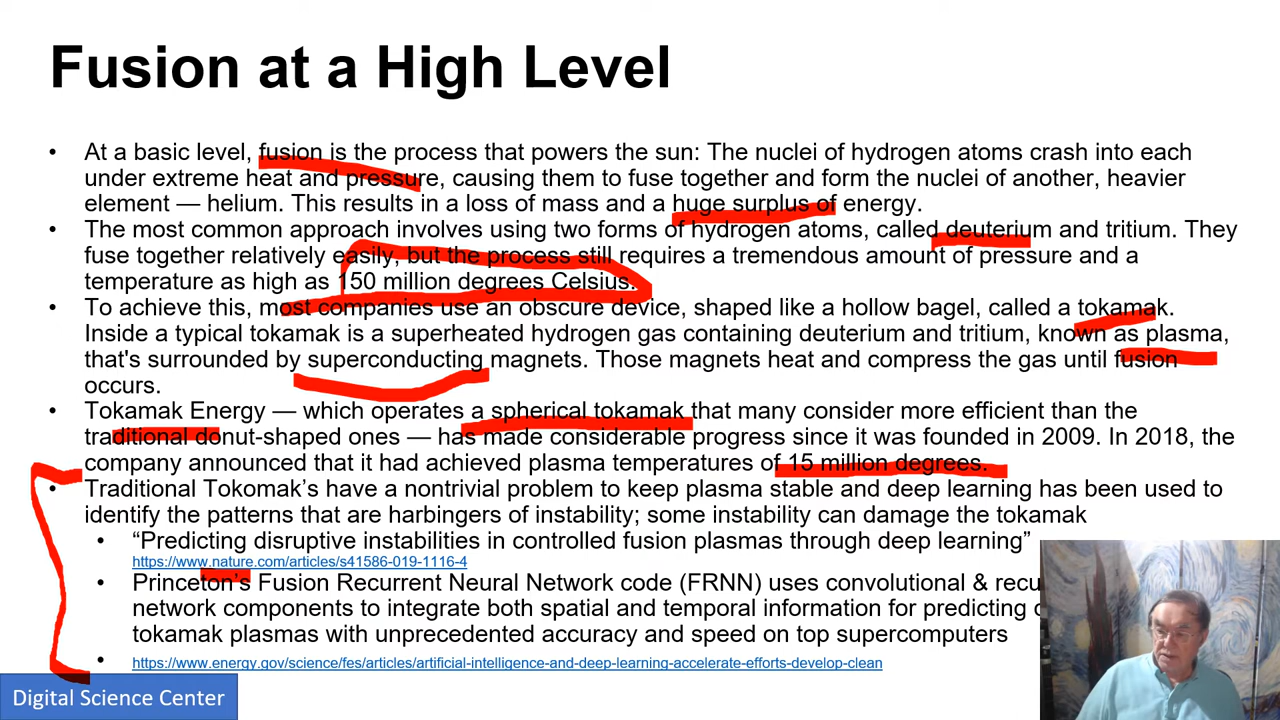 Fusion at a High Level
• At a basic level, fusion is the process that powers the sun: The nuclei of hydrogen atoms crash into each
under extreme heat and pressure, causing them to fuse together and form the nuclei of another, heavier
element — helium. This results in a loss of mass and a huge surplus of energy.
• The most common approach involves using two forms of hydrogen atoms, called deuterium and tritium. They
fuse together relatively easily, but the process still requires a tremendous amount of pressure and a
temperature as high as 150 million degrees Celsius.
• To achieve this, most companies use an obscure device, shaped like a hollow bagel, called a tokamak.
Inside a typical tokamak is a superheated hydrogen gas containing deuterium and tritium, known as plasma,
that's surrounded by superconducting magnets. Those magnets heat and compress the gas until fusion
occurs.
• Tokamak Energy — which operates a spherical tokamak that many consider more efficient than the
traditional donut-shaped ones — has made considerable progress since it was founded in 2009. In 2018, the
company announced that it had achieved plasma temperatures of 15 million degrees.
• Traditional Tokomak’s have a nontrivial problem to keep plasma stable and deep learning has been used to
identify the patterns that are harbingers of instability; some instability can damage the tokamak
• “Predicting disruptive instabilities in controlled fusion plasmas through deep learning”
https://www.nature.com/articles/s41586-019-1116-4
• Princeton’s Fusion Recurrent Neural Network code (FRNN) uses convolutional &
network components to integrate both spatial and temporal information for predicting
tokamak plasmas with unprecedented accuracy and speed on top supercomputers
• https://www.energy.gov/science/fes/articles/artificial-intelligence-and-deep-learning-accelerate-efforts-develop-clean
Digital Science Center